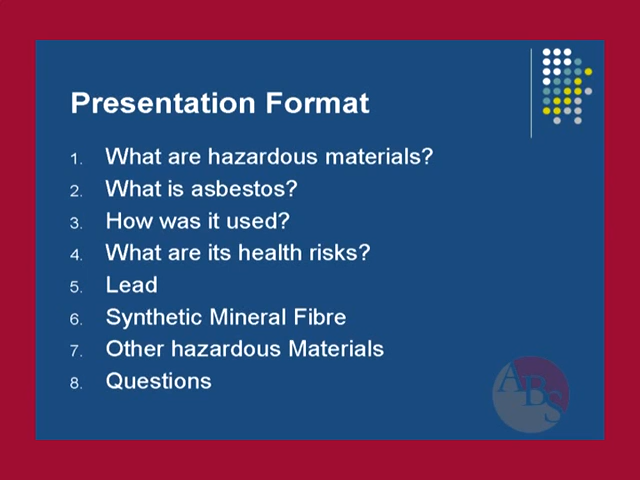 Presentation Format
1. What are hazardous materials?
2. What is asbestos?
3. How was it used?
4. What are its health risks?
5. Lead
6. Synthetic Mineral Fibre
7. Other hazardous Materials
8. Questions
ABS